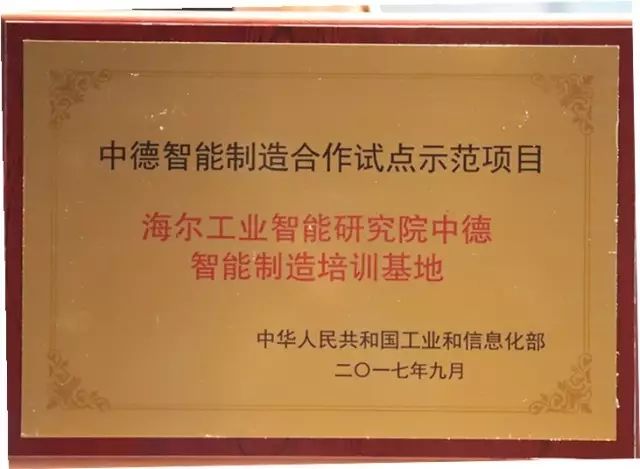 中德智能制造合作试点示范项目
海尔工业智能研究院中德
智能制造培训基地
中华人民共和国工业和信息化部
二〇一七年九月